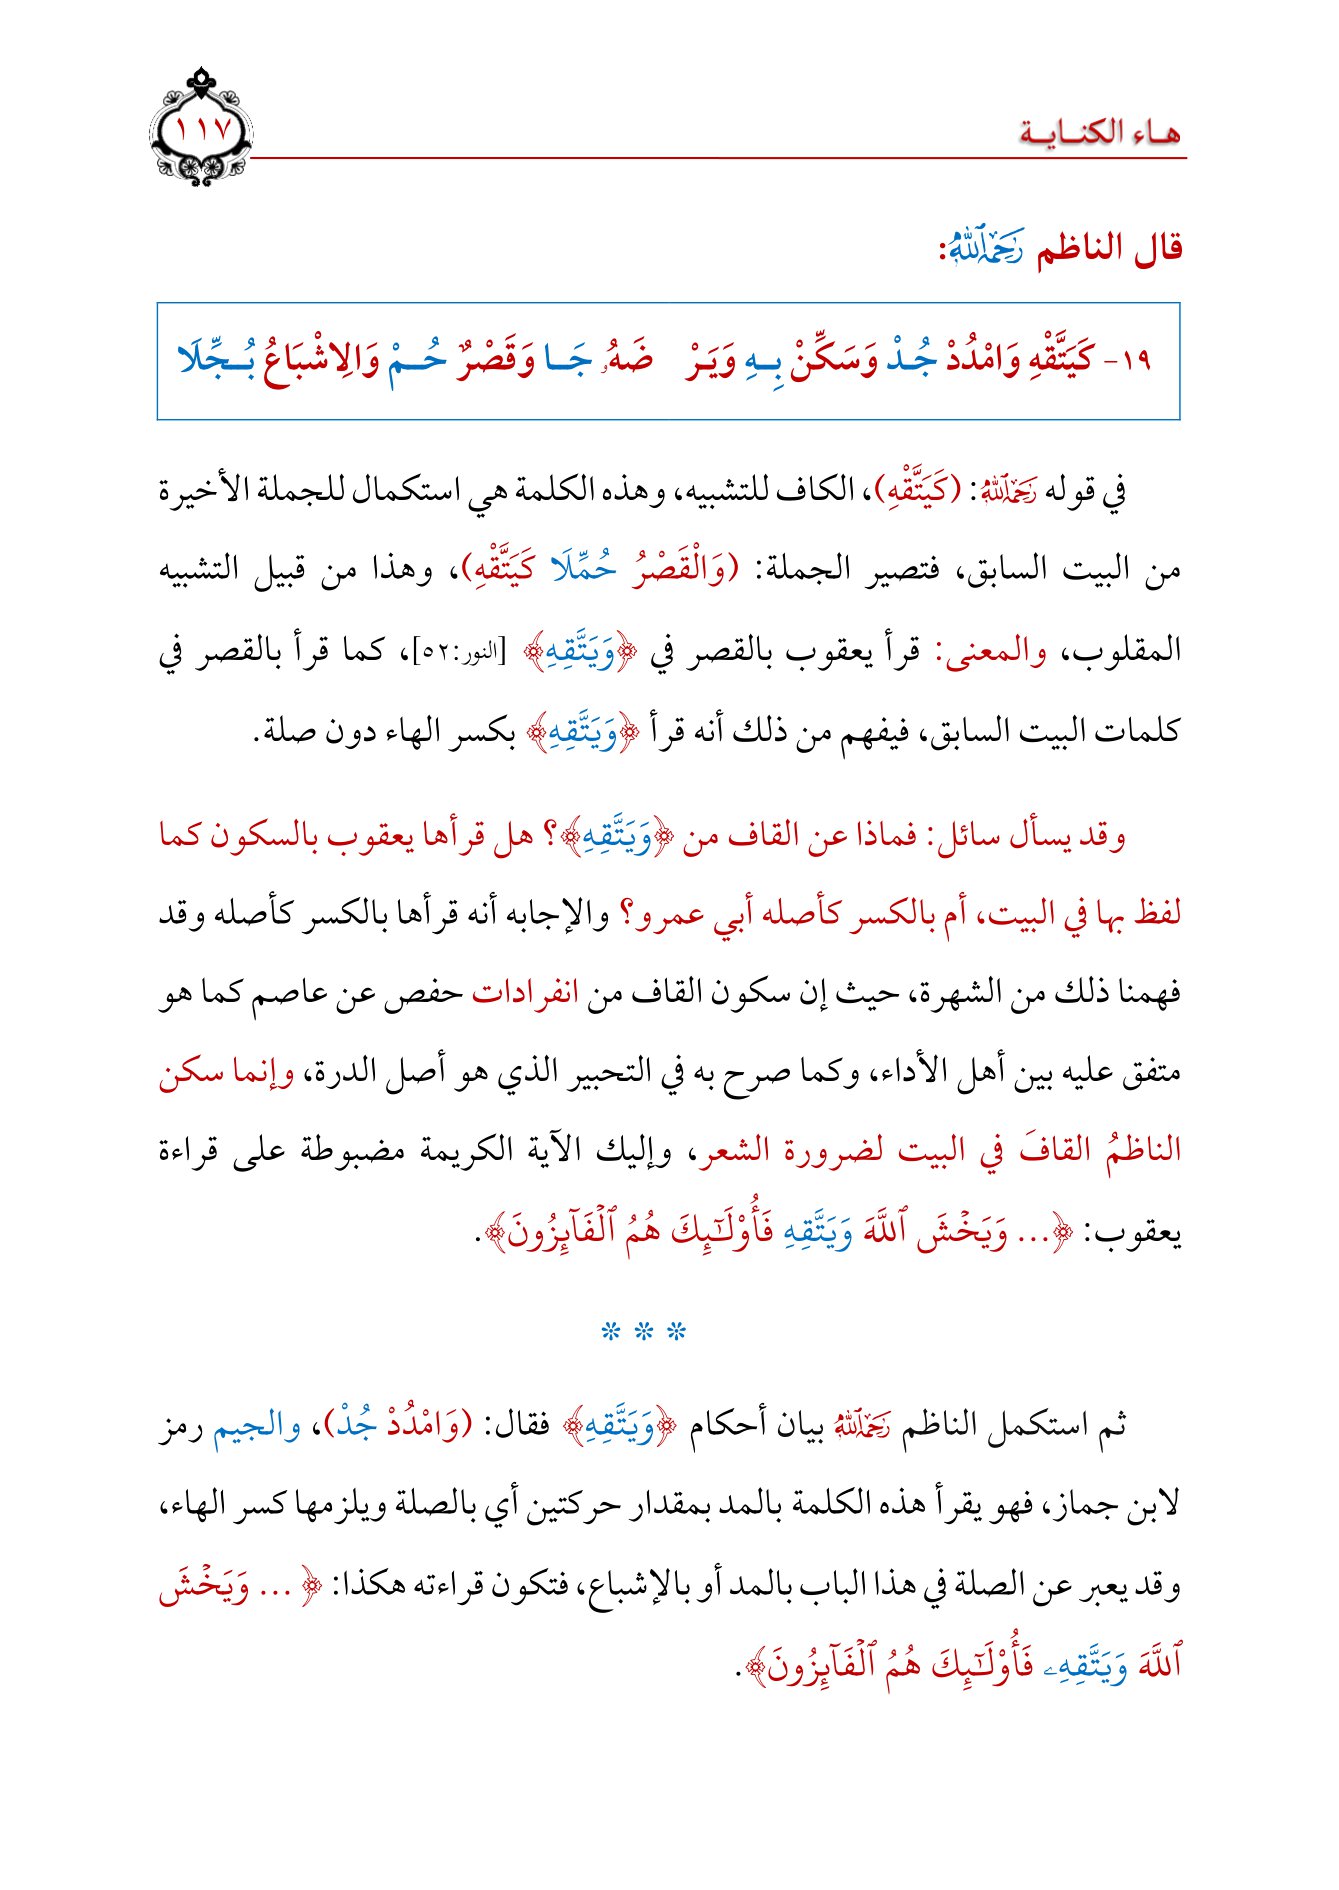 هـاء الكنـايـة
١١٧
قال الناظم رَحِمَهُ ٱللَّهُ:
١٩- كَيَتَّقْهِ وَامْدُدْ جُـدْ وَسَكِّنْ بِـهِ وَيَـرْ ضَهُۥ جَـا وَقَصْرٌ حُـمْ وَالِاشْبَاعُ بُـجِّلَا
في قوله رَحِمَهُ ٱللَّهُ: (كَيَتَّقْهِ)، الكاف للتشبيه، وهذه الكلمة هي استكمال للجملة الأخيرة
من البيت السابق، فتصير الجملة: (وَالْقَصْرُ حُمِّلَا كَيَتَّقْهِ)، وهذا من قبيل التشبيه
المقلوب، والمعنى: قرأ يعقوب بالقصر في ﴿وَيَتَّقِهِ﴾ [النور:٥٢]، كما قرأ بالقصر في
كلمات البيت السابق، فيفهم من ذلك أنه قرأ ﴿وَيَتَّقِهِ﴾ بكسر الهاء دون صلة.
وقد يسأل سائل: فماذا عن القاف من ﴿وَيَتَّقِهِ﴾؟ هل قرأها يعقوب بالسكون كما
لفظ بها في البيت، أم بالكسر كأصله أبي عمرو؟ والإجابه أنه قرأها بالكسر كأصله وقد
فهمنا ذلك من الشهرة، حيث إن سكون القاف من انفرادات حفص عن عاصم كما هو
متفق عليه بين أهل الأداء، وكما صرح به في التحبير الذي هو أصل الدرة، وإنما سكن
الناظمُ القافَ في البيت لضرورة الشعر، وإليك الآية الكريمة مضبوطة على قراءة
يعقوب: ﴿... وَيَخْشَ ٱللَّهَ وَيَتَّقِهِ فَأُوْلَـٰٓئِكَ هُمُ ٱلْفَآئِزُونَ﴾.
* * *
ثم استكمل الناظم رَحِمَهُ ٱللَّهُ بيان أحكام ﴿وَيَتَّقِهِ﴾ فقال: (وَامْدُدْ جُدْ)، والجيم رمز
لابن جماز، فهو يقرأ هذه الكلمة بالمد بمقدار حركتين أي بالصلة ويلزمها كسر الهاء،
وقد يعبر عن الصلة في هذا الباب بالمد أو بالإشباع، فتكون قراءته هكذا: ﴿ ... وَيَخْشَ
ٱللَّهَ وَيَتَّقِهِۦ فَأُوْلَـٰٓئِكَ هُمُ ٱلْفَآئِزُونَ﴾.